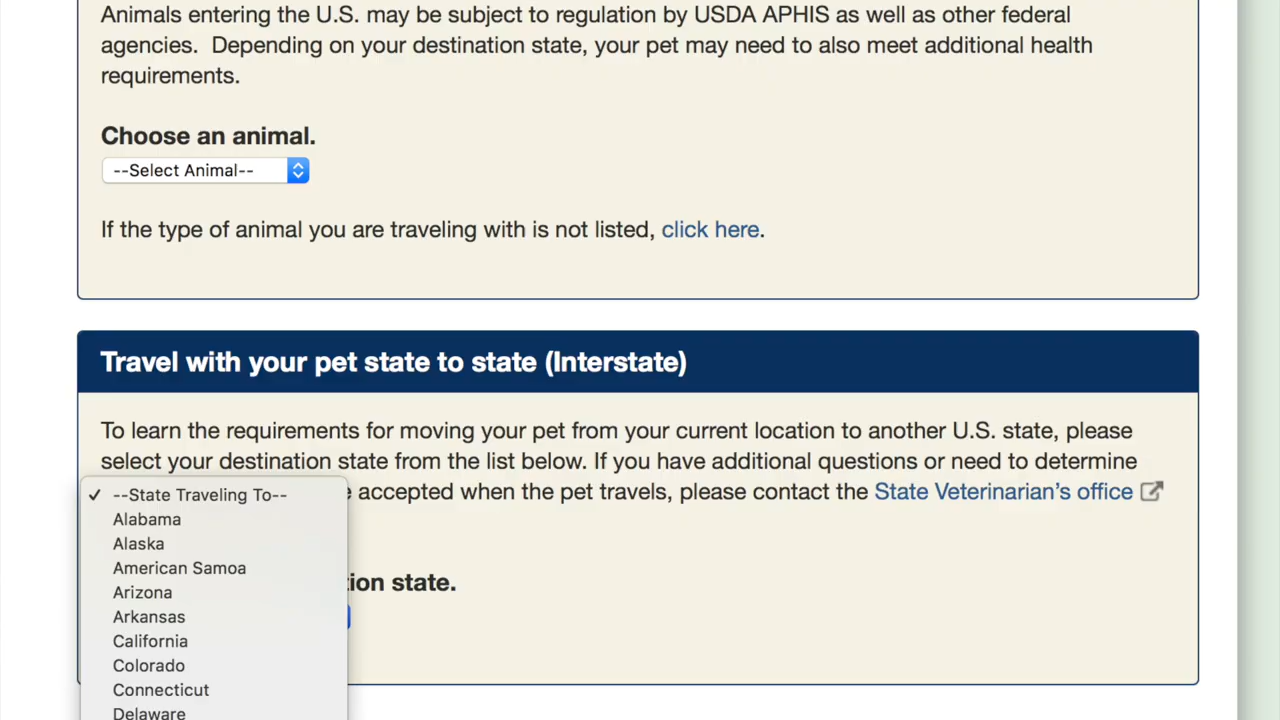 Animals entering the U.S. may be subject to regulation by USDA APHIS as well as other federal
agencies.  Depending on your destination state, your pet may need to also meet additional health
requirements.
Choose an animal.
--Select Animal--
If the type of animal you are traveling with is not listed, click here.
Travel with your pet state to state (Interstate)
To learn the requirements for moving your pet from your current location to another U.S. state, please
select your destination state from the list below. If you have additional questions or need to determine
accepted when the pet travels, please contact the State Veterinarian’s office
✓ --State Traveling To--
Alabama
Alaska
American Samoa
tion state.
Arizona
Arkansas
California
Colorado
Connecticut
Delaware